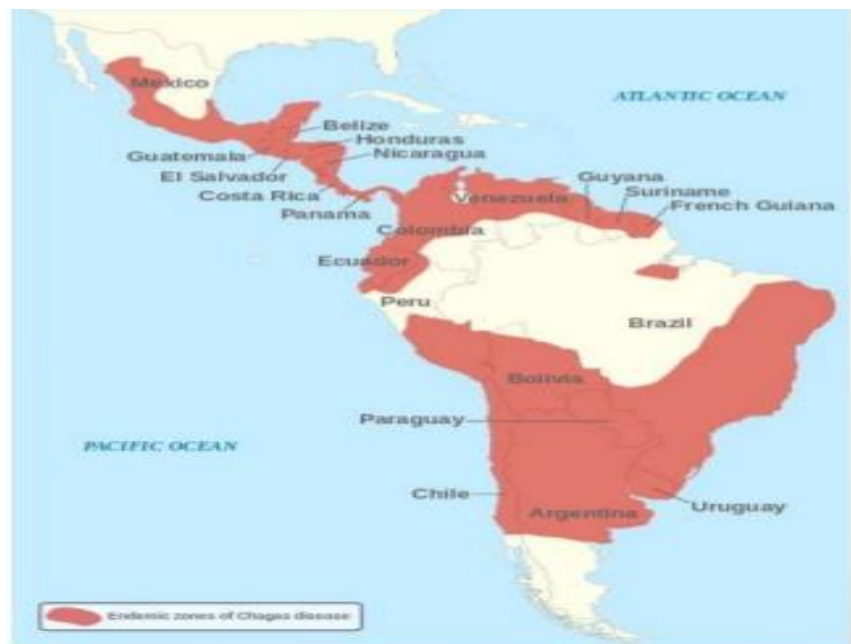 Mexico
ATLANTIC OCEAN
Belize
Honduras
Guatemala
Nicaragua
El Salvador
Costa Rica
Panama
Guyana
Suriname
Venezuela
French Guiana
Colombia
Ecuador
Peru
Brazil
Bolivia
Paraguay
PACIFIC OCEAN
Chile
Uruguay
Argentina
Endemic zones of Chagas disease